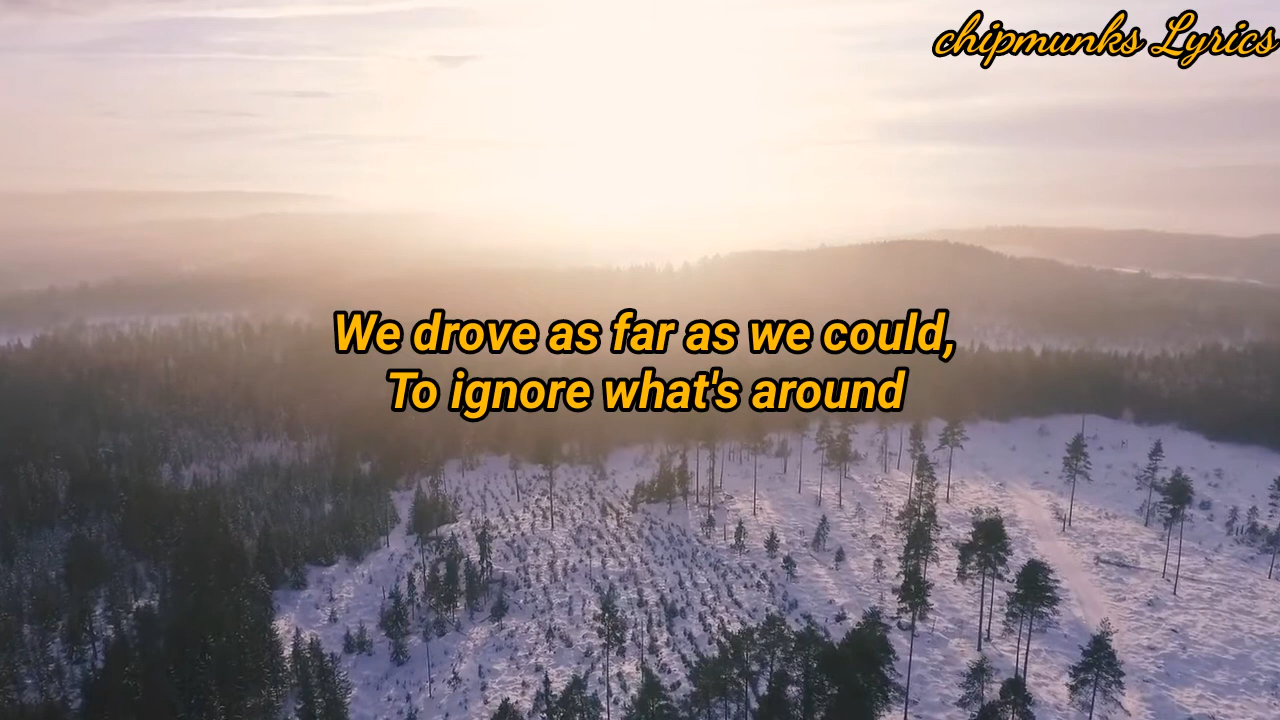 chipmunks Lyrics
We drove as far as we could,
To ignore what's around